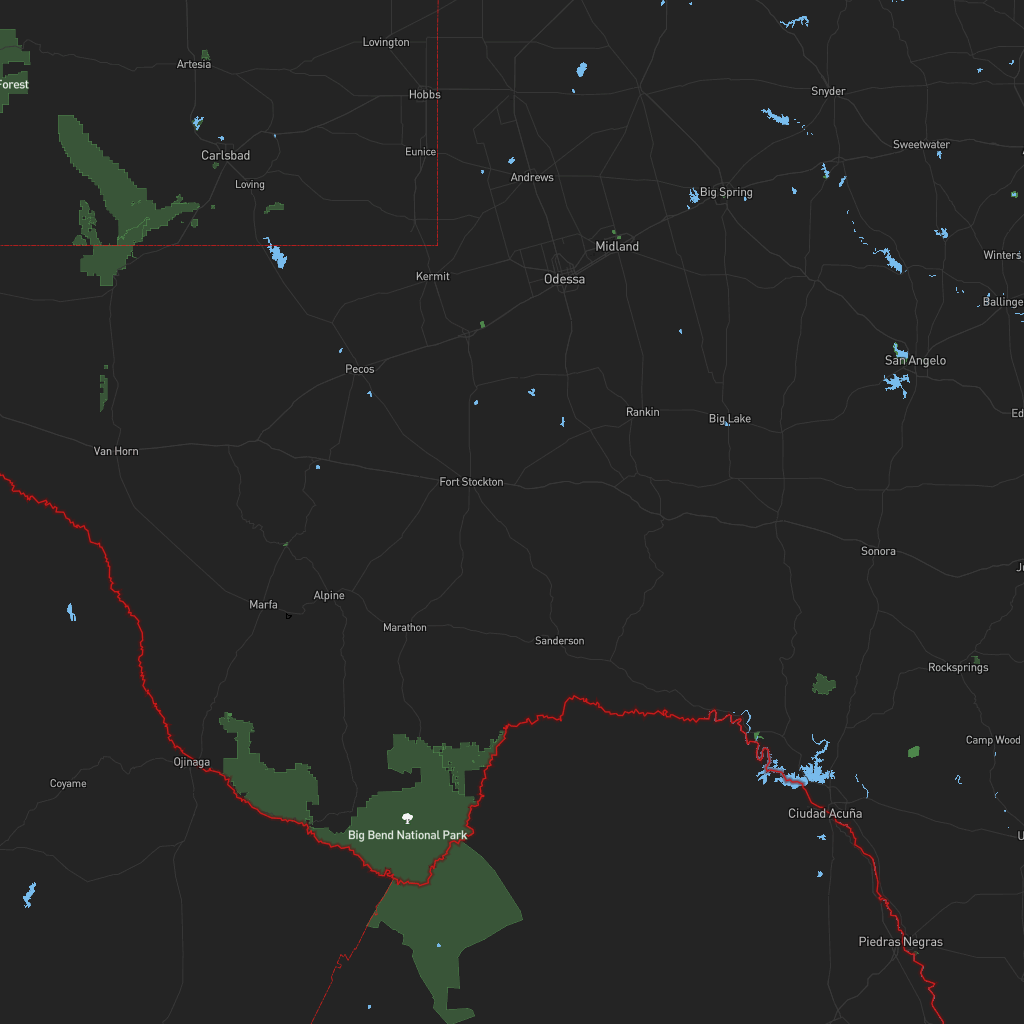 Lovington
Artesia
Forest
Snyder
Hobbs
Sweetwater
Eunice
Carlsbad
Andrews
Loving
Big Spring
Midland
Winters
Kermit
Odessa
Ballinge
San Angelo
Pecos
Rankin
Big Lake
Ed
Van Horn
Fort Stockton
Sonora
Ju
Alpine
Marfa
Marathon
Sanderson
Rocksprings
Camp Wood
Ojinaga
Coyame
Ciudad Acuña
Big Bend National Park
U
Piedras Negras